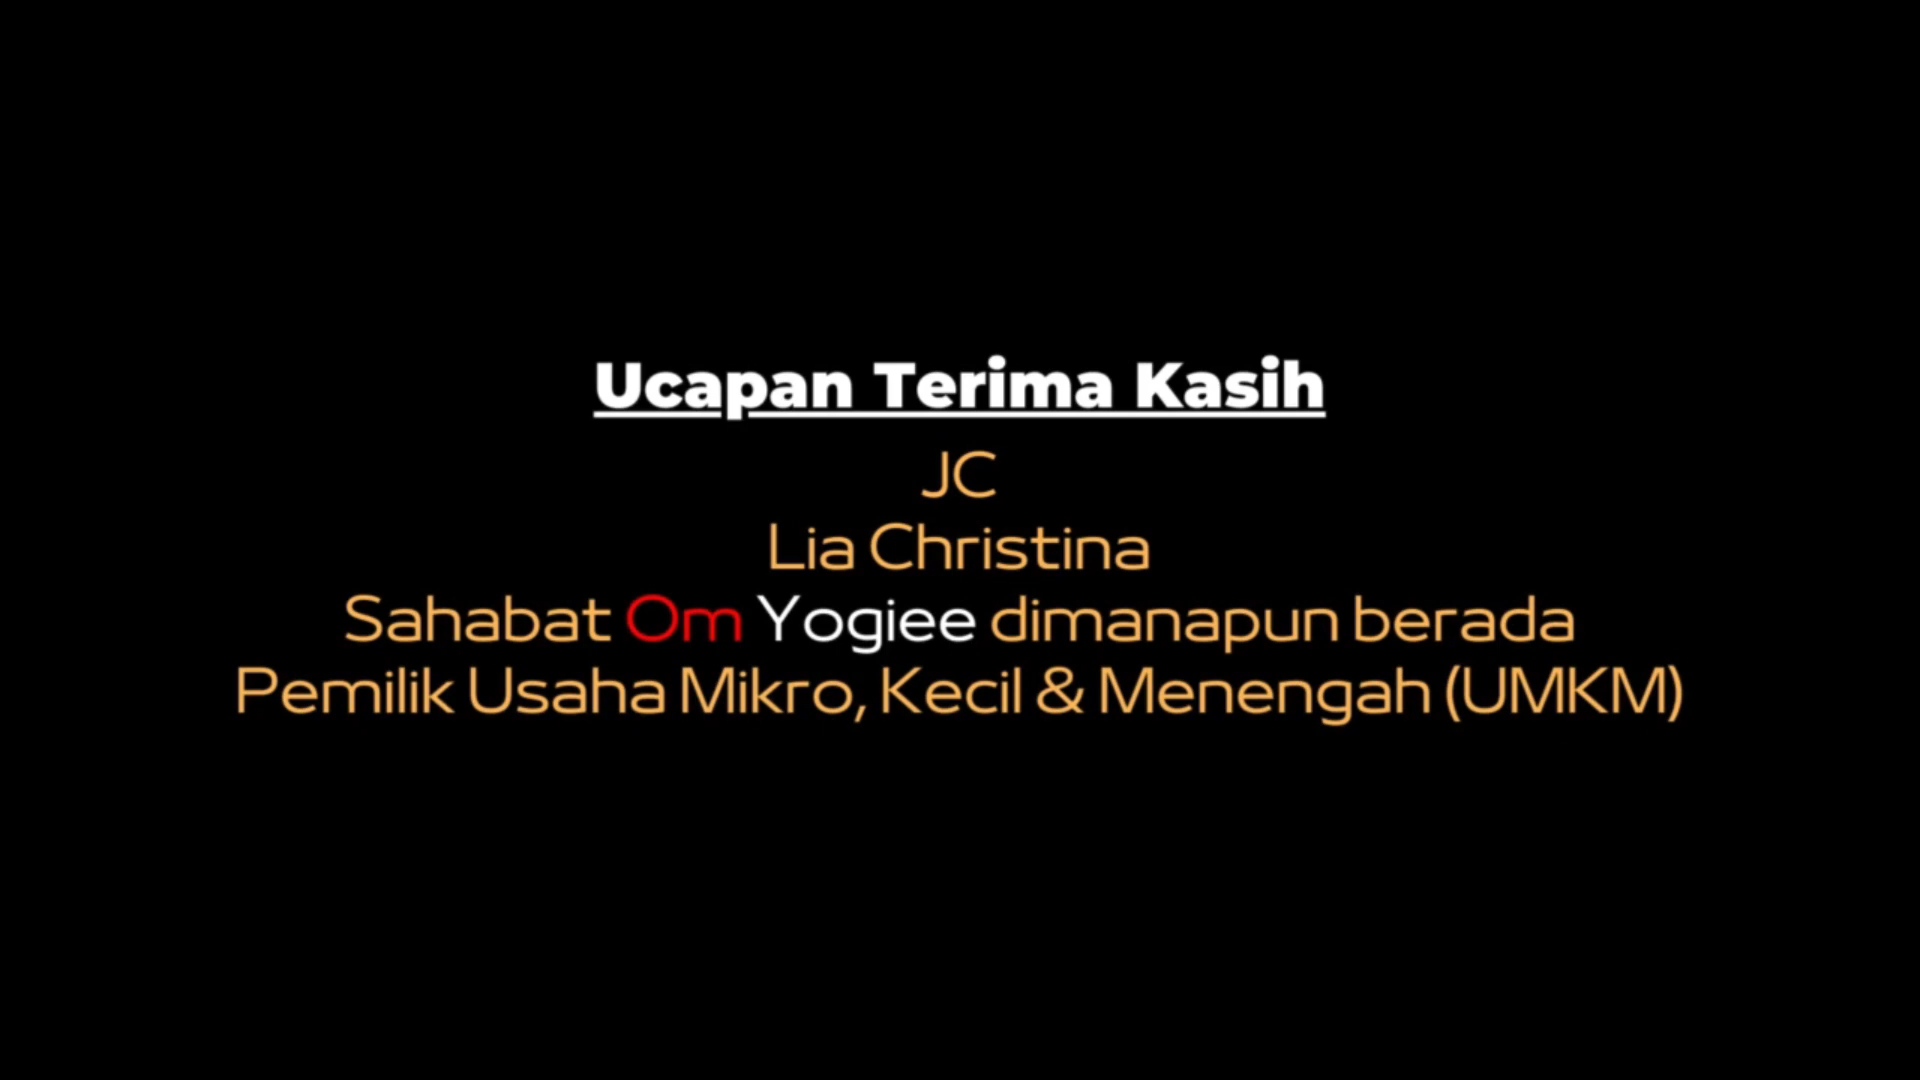 Ucapan Terima Kasih
JC
Lia Christina
Sahabat Om Yogiee dimanapun berada
Pemilik Usaha Mikro, Kecil & Menengah (UMKM)